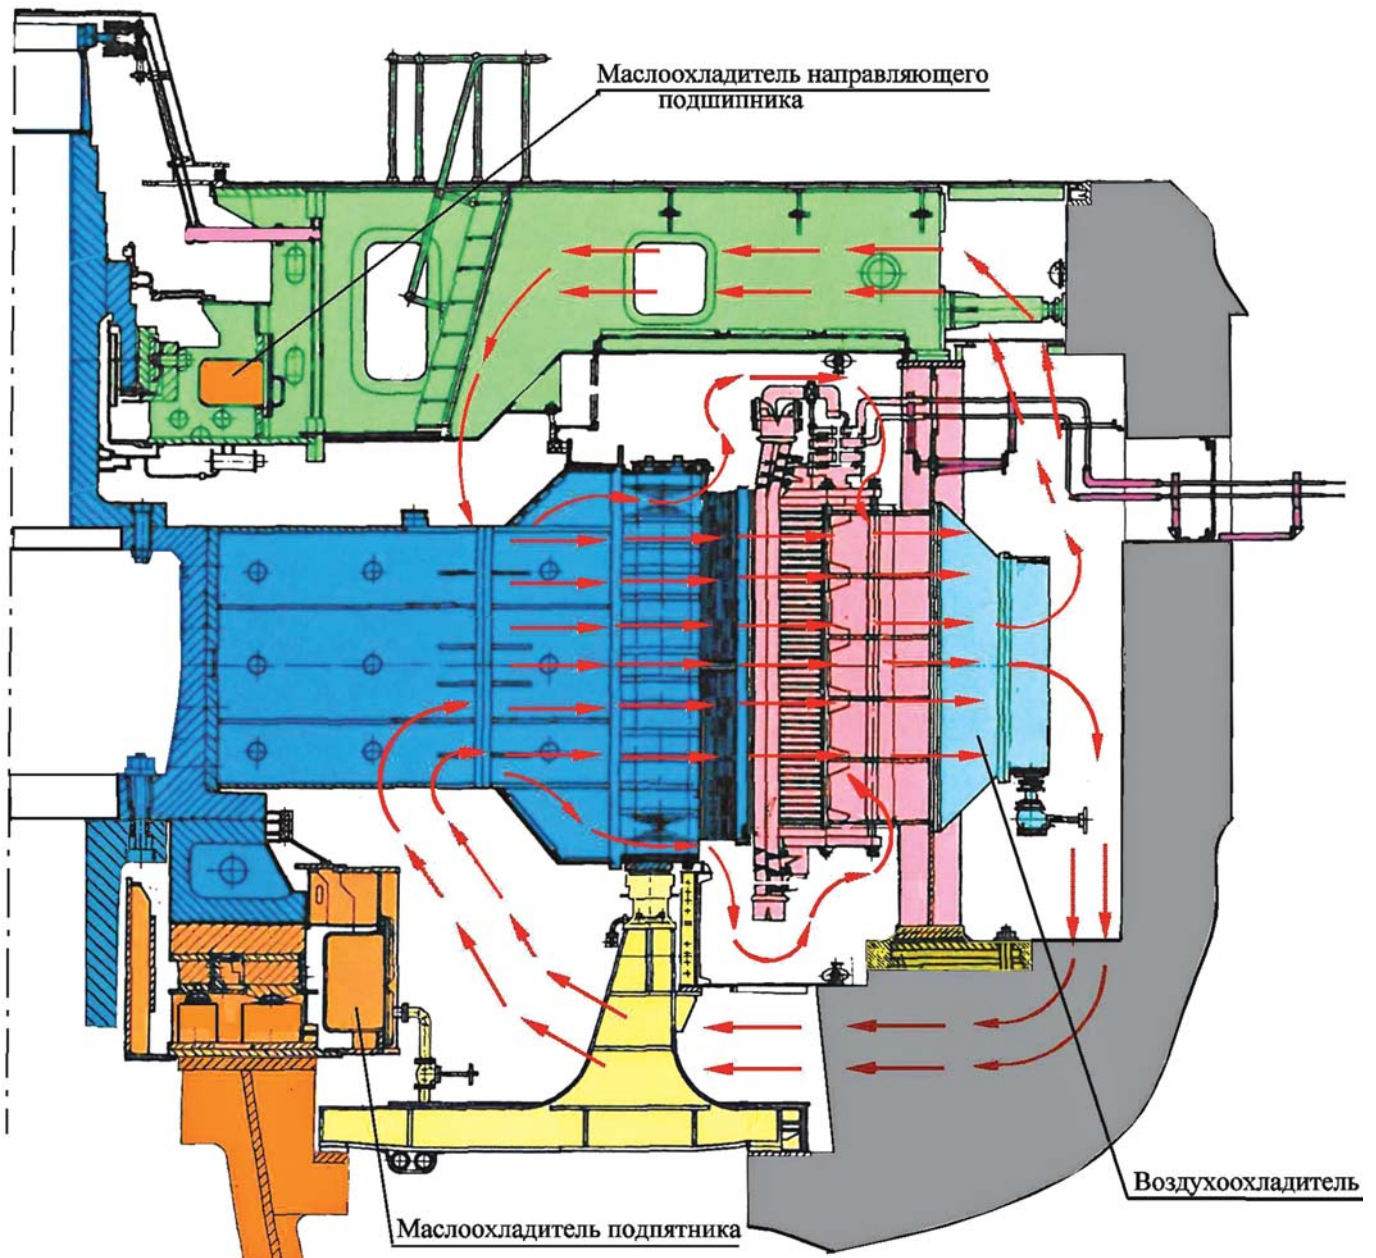 Маслоохладитель направляющего
подшипника
Воздухоохладитель
Маслоохладитель подпятника